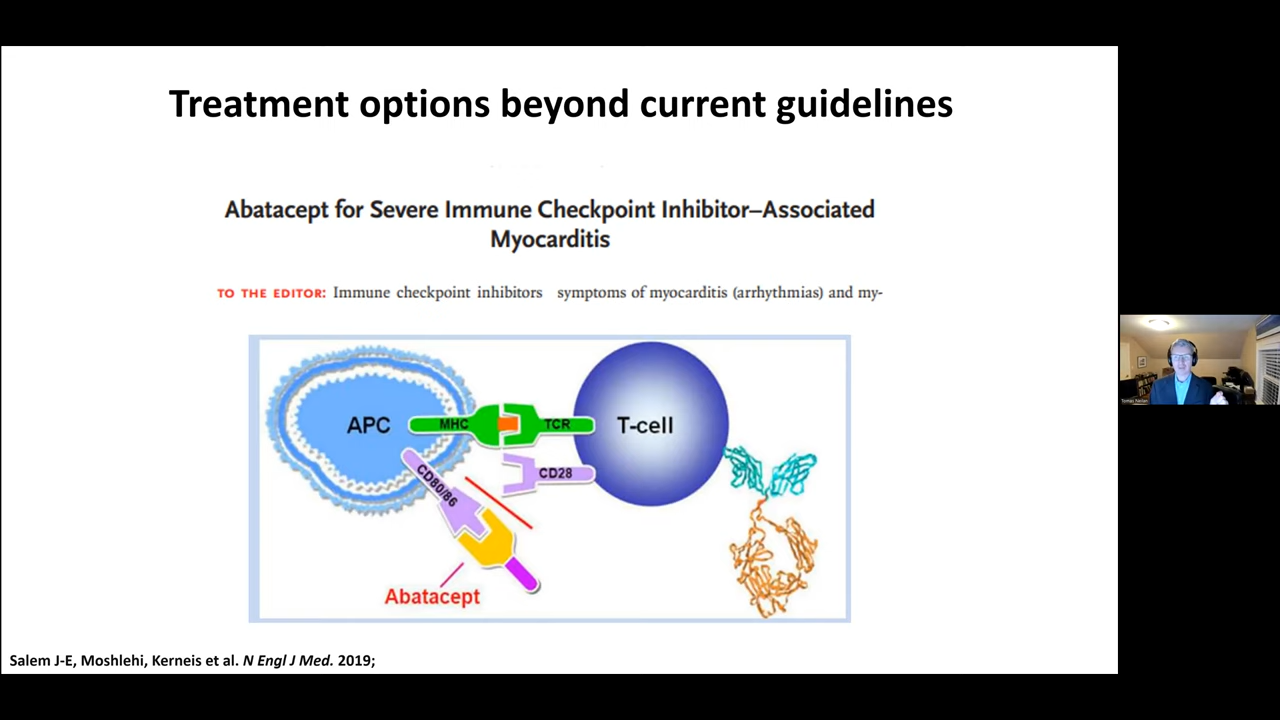 Treatment options beyond current guidelines
Abatacept for Severe Immune Checkpoint Inhibitor–Associated
Myocarditis
TO THE EDITOR: Immune checkpoint inhibitors symptoms of myocarditis (arrhythmias) and my-
APC
MHC
TCR
T-cell
CD80/86
CD28
Abatacept
Salem J-E, Moshlehi, Kerneis et al. N Engl J Med. 2019;